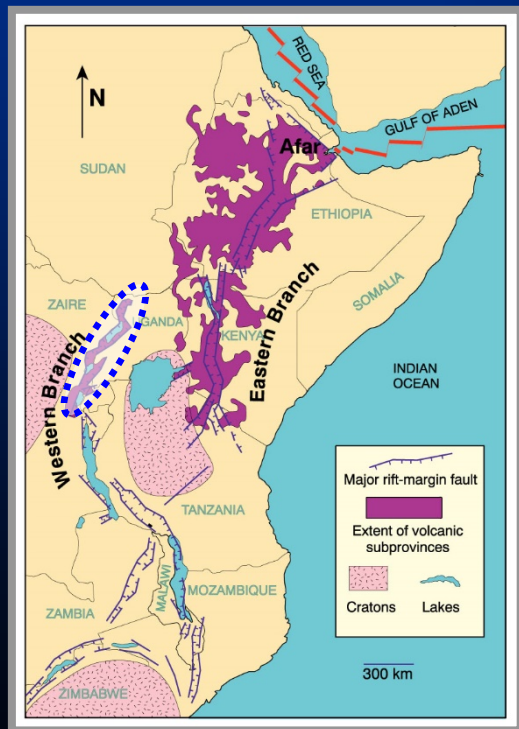 RED SEA
N
GULF OF ADEN
Afar
SUDAN
ETHIOPIA
SOMALIA
ZAIRE
GANDA
KENYA
Western Branch
Eastern Branch
INDIAN
OCEAN
Major rift-margin fault
TANZANIA
Extent of volcanic
subprovinces
MALAWI
MOZAMBIQUE
Cratons
Lakes
ZAMBIA
300 km
ZIMBABWE